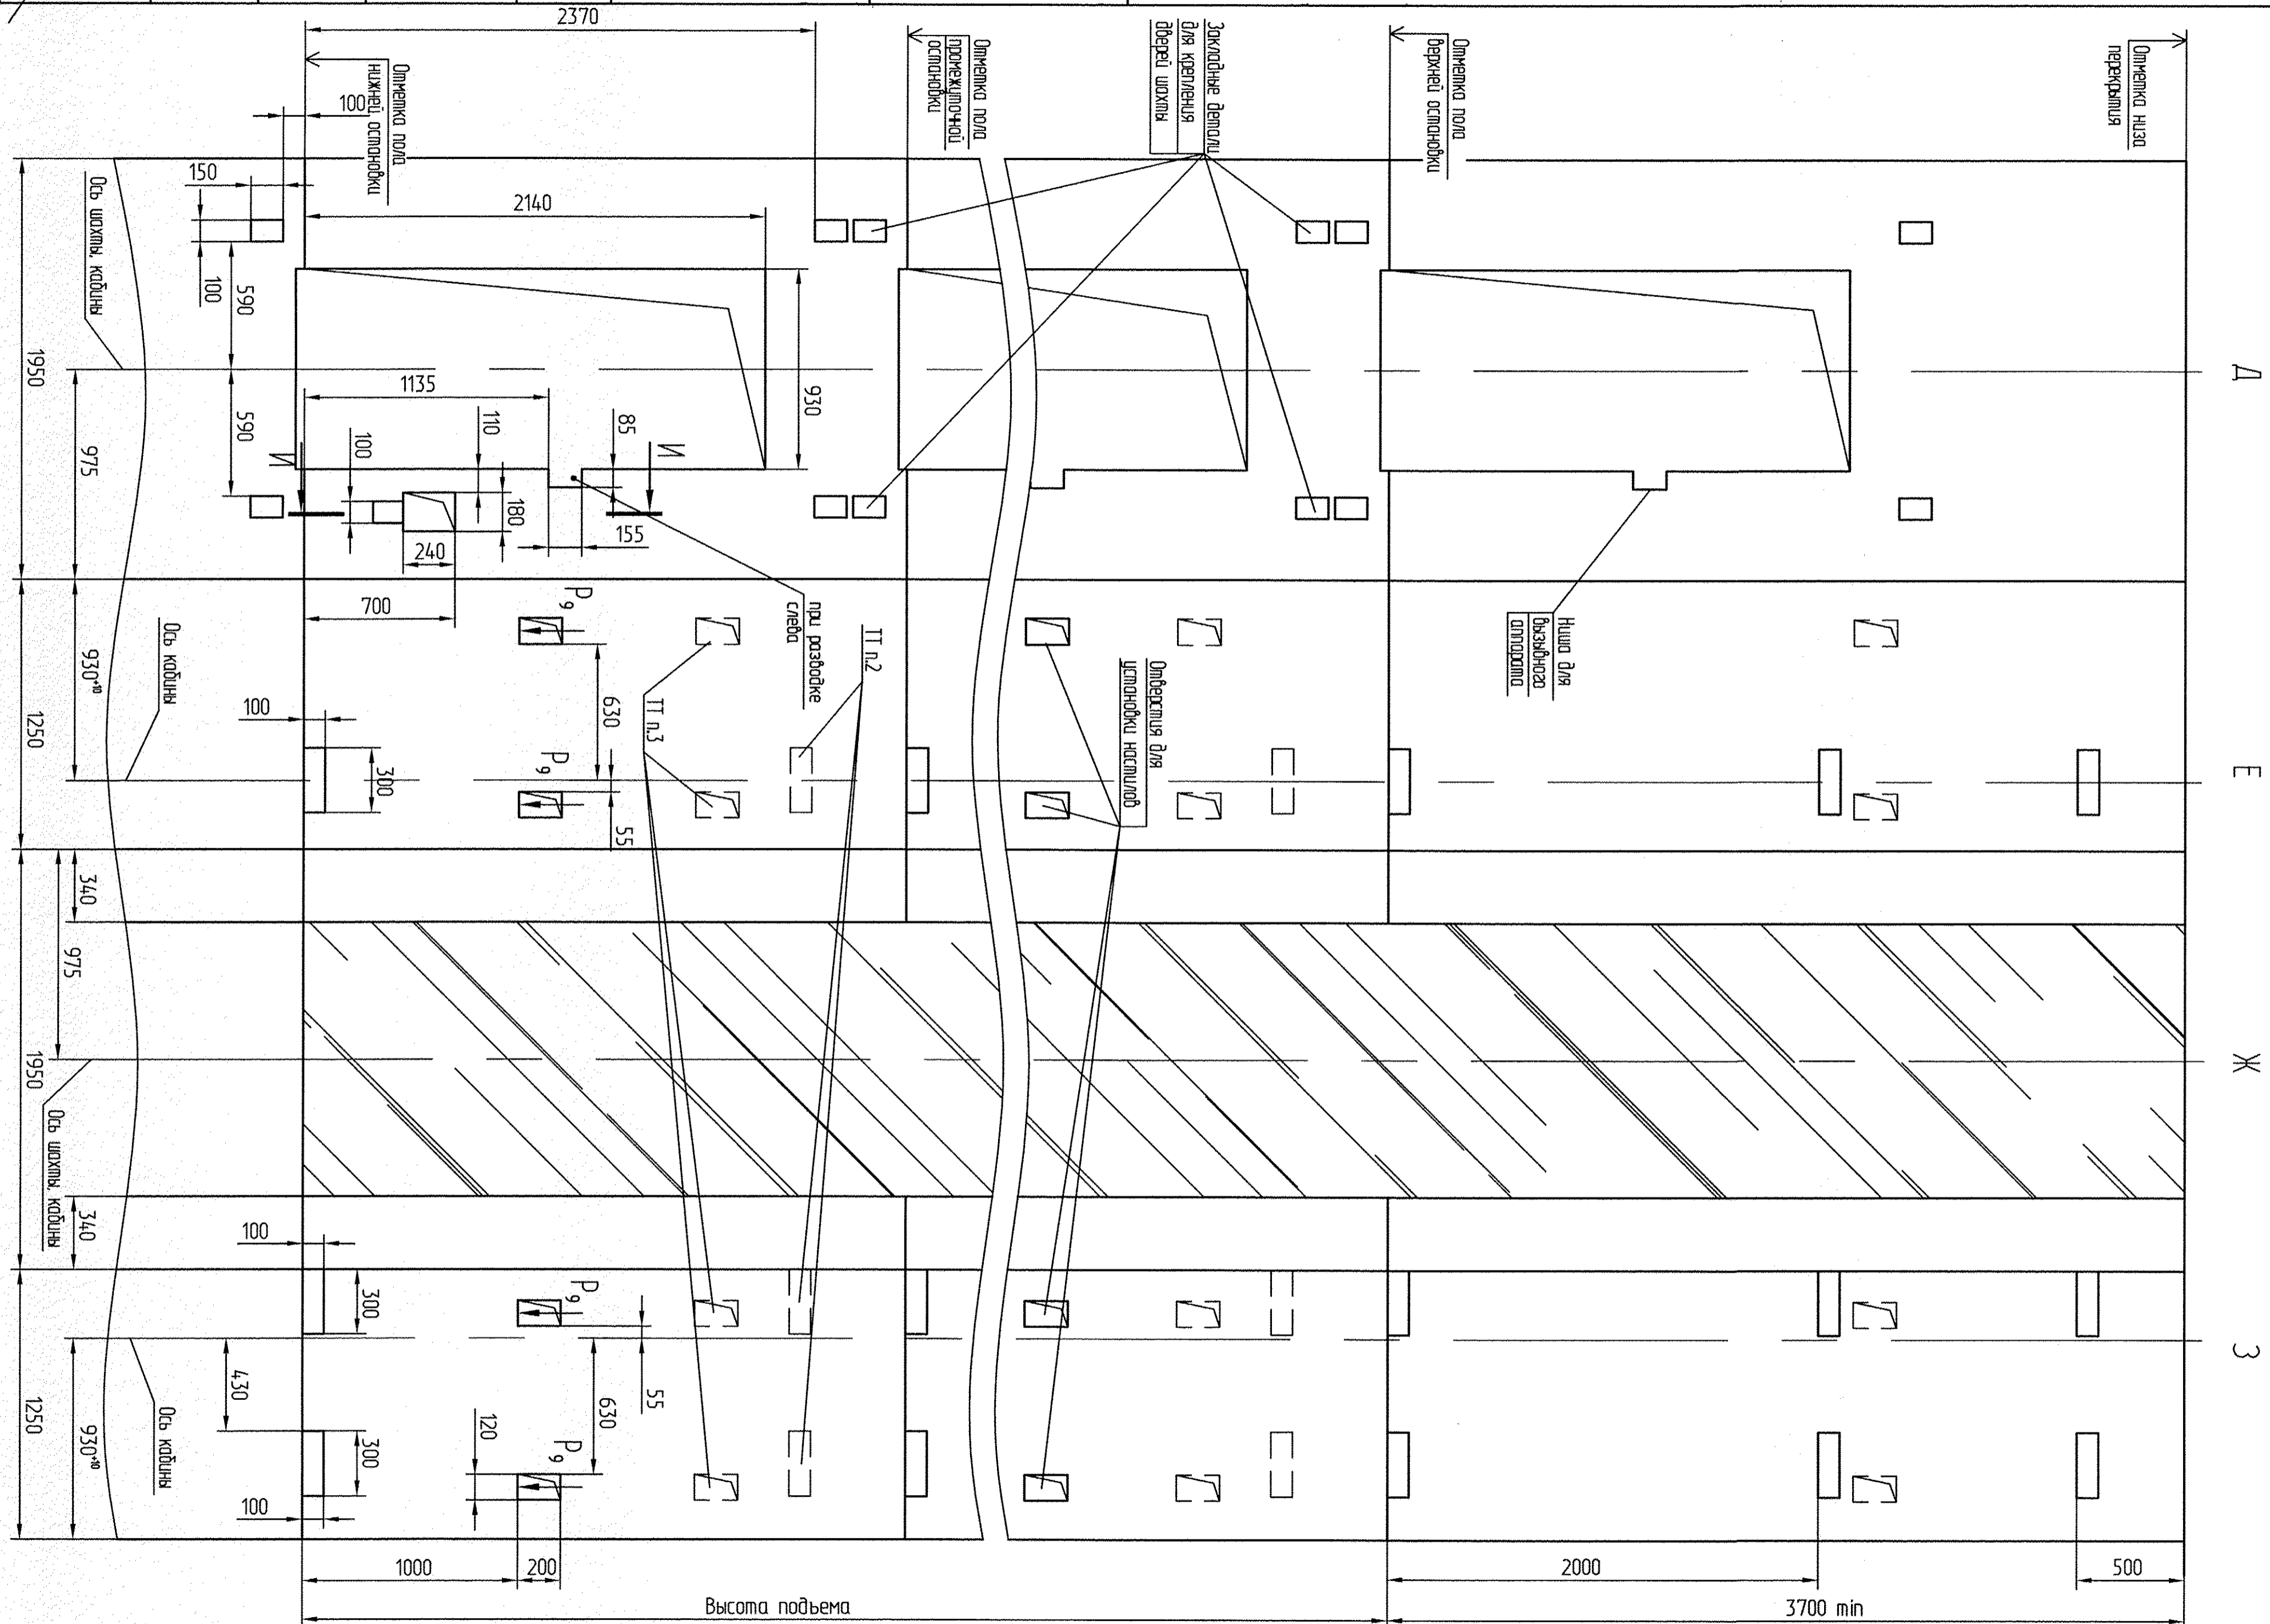 Д
Е
Ж
З
Отметка низа
перекрытия
Отметка пола
верхней остановки
Закладные детали
для крепления
дверей шахты
Отметка пола
промежуточной
остановки
Отметка пола
нижней остановки
2370
100
150
100
590
590
2140
930
1135
110
85
100
180
155
240
700
И
И
Ось шахты, кабины
1950
975
Ниша для
вызывного
аппарата
при разводке
слева
ТТ п.2
ТТ п.3
Отверстия для
установки настилов
Р9
Р9
630
55
300
100
Ось кабины
930+10
1250
340
975
1950
Ось шахты, кабины
340
100
300
Р9
55
630
430
120
Р9
300
100
Ось кабины
930+10
1250
1000
200
2000
500
Высота подъема
3700 min